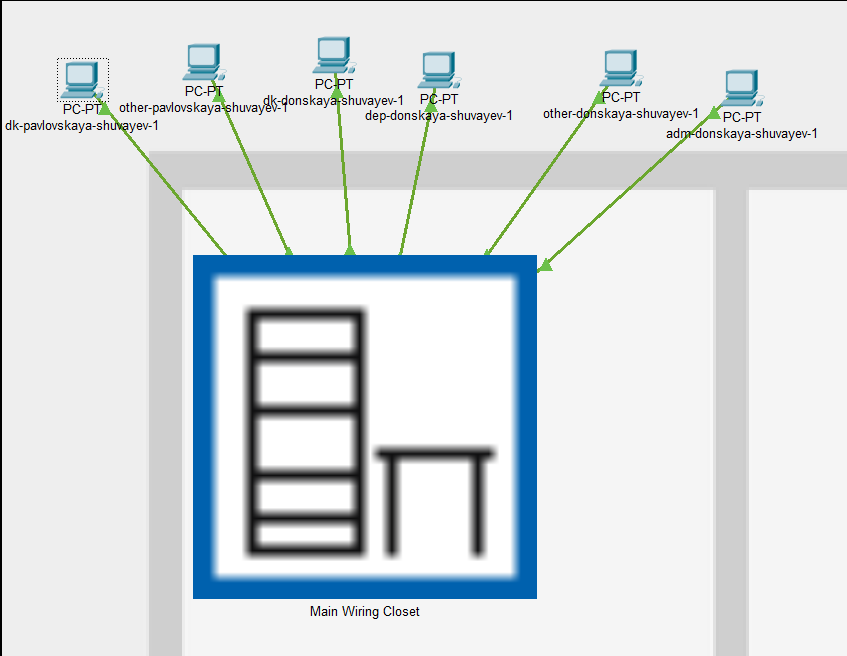 PC-PT
dk-pavlovskaya-shuvayev-1
PC-PT
other-pavlovskaya-shuvayev-1
PC-PT
dk-donskaya-shuvayev-1
PC-PT
dep-donskaya-shuvayev-1
PC-PT
other-donskaya-shuvayev-1
PC-PT
adm-donskaya-shuvayev-1
Main Wiring Closet